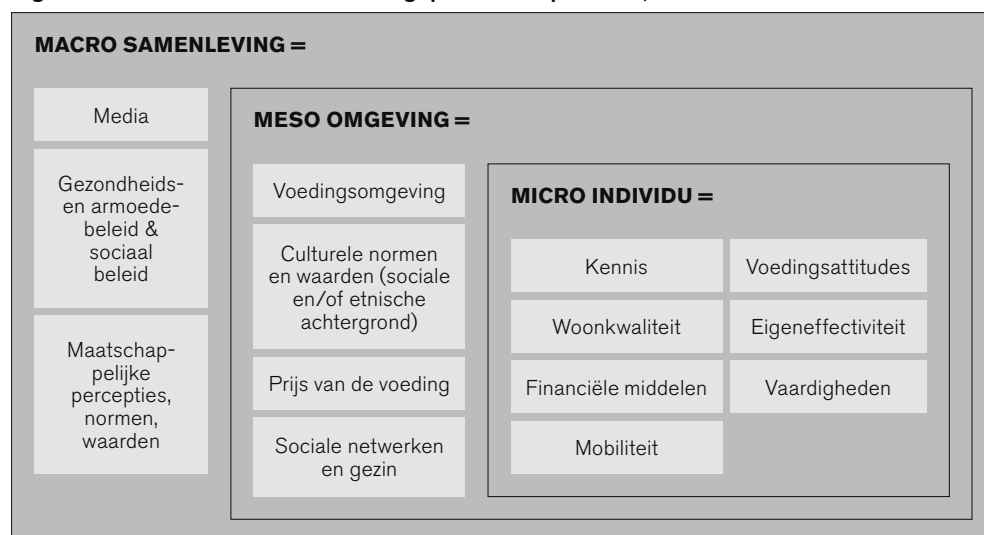 MACRO SAMENLEVING =
Media
Gezondheids-
en armoede-
beleid &
sociaal
beleid
Maatschap-
pelijke
percepties,
normen,
waarden
MESO OMGEVING =
Voedingsomgeving
Culturele normen
en waarden (sociale
en/of etnische
achtergrond)
Prijs van de voeding
Sociale netwerken
en gezin
MICRO INDIVIDU =
Kennis
Voedingsattitudes
Woonkwaliteit
Eigeneffectiviteit
Financiële middelen
Vaardigheden
Mobiliteit